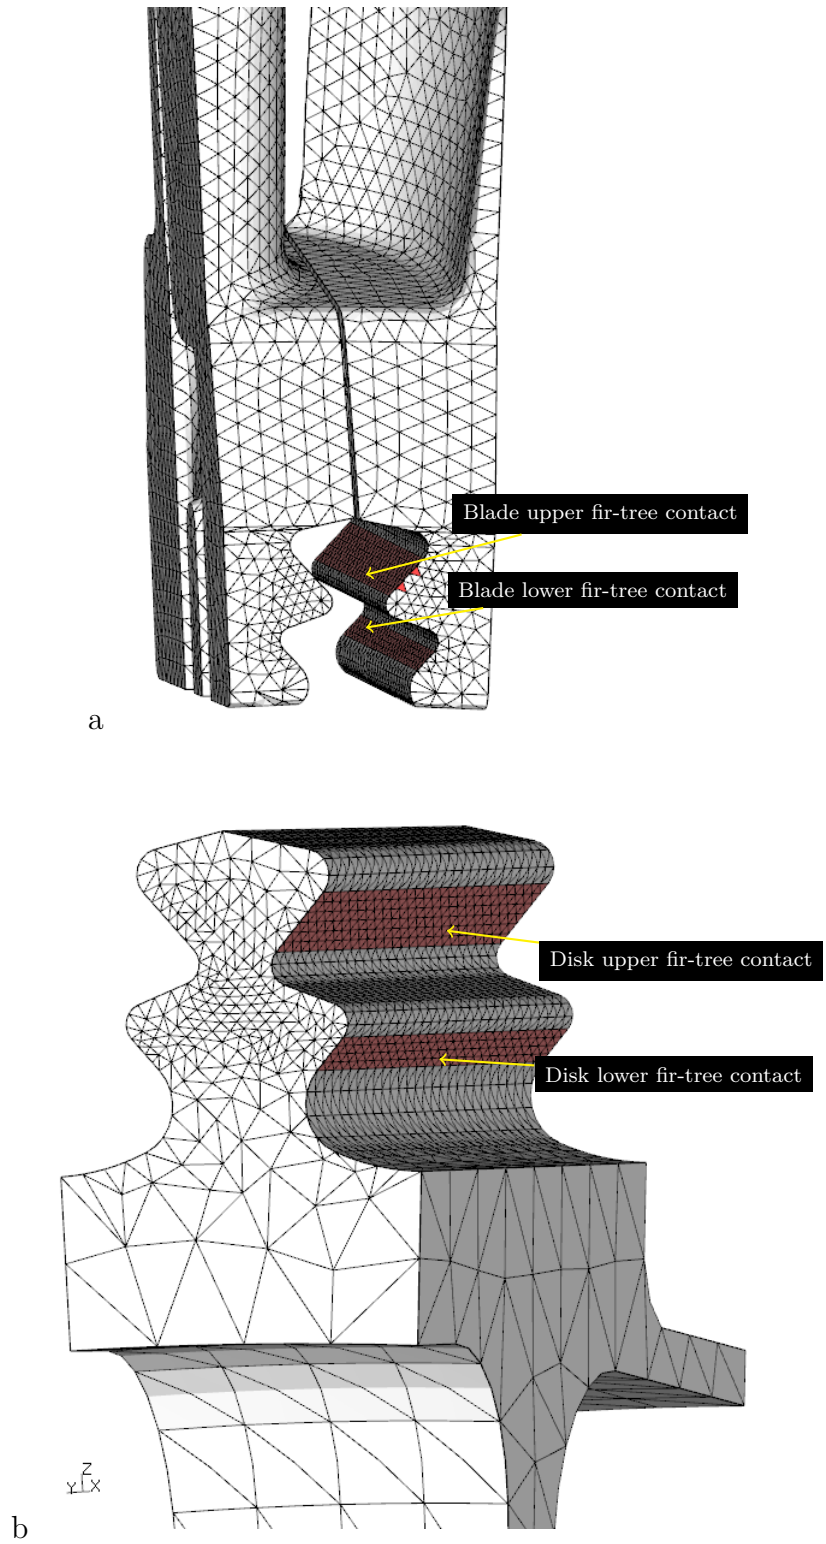 Blade upper fir-tree contact
Blade lower fir-tree contact
a
Disk upper fir-tree contact
Disk lower fir-tree contact
Z
Y X
b